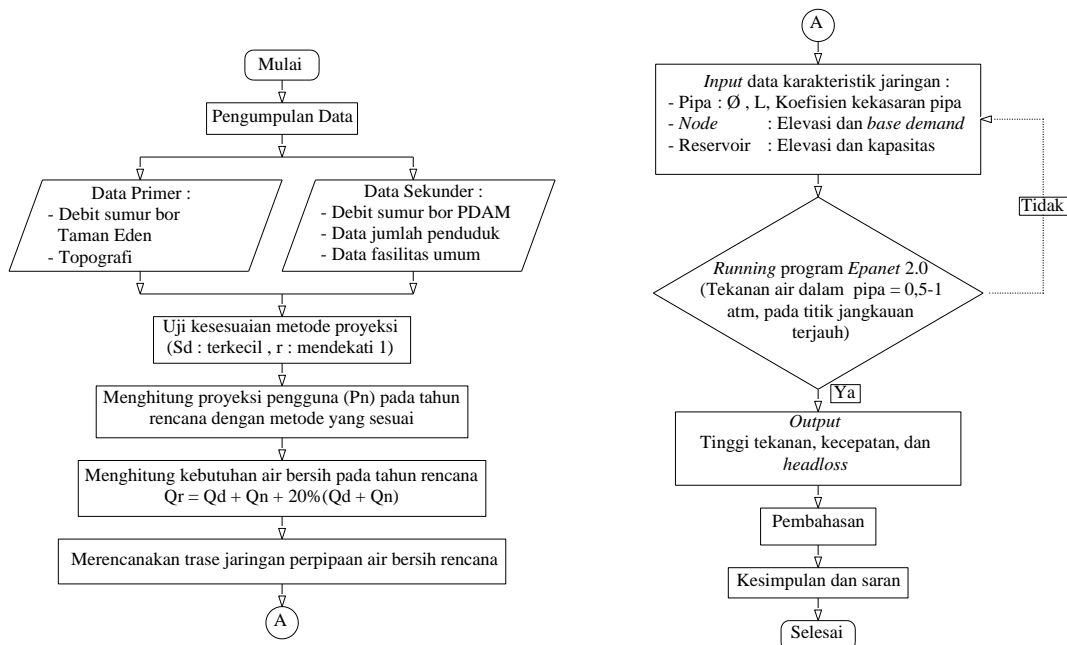 Mulai
Pengumpulan Data
Data Primer :
- Debit sumur bor
Taman Eden
- Topografi
Data Sekunder :
- Debit sumur bor PDAM
- Data jumlah penduduk
- Data fasilitas umum
Uji kesesuaian metode proyeksi
(Sd : terkecil , r : mendekati 1)
Menghitung proyeksi pengguna (Pn) pada tahun
rencana dengan metode yang sesuai
Menghitung kebutuhan air bersih pada tahun rencana
Qr = Qd + Qn + 20%(Qd + Qn)
Merencanakan trase jaringan perpipaan air bersih rencana
A
A
Input data karakteristik jaringan :
- Pipa : Ø , L, Koefisien kekasaran pipa
- Node : Elevasi dan base demand
- Reservoir : Elevasi dan kapasitas
Tidak
Running program Epanet 2.0
(Tekanan air dalam pipa = 0,5-1
atm, pada titik jangkauan
terjauh)
Ya
Output
Tinggi tekanan, kecepatan, dan
headloss
Pembahasan
Kesimpulan dan saran
Selesai